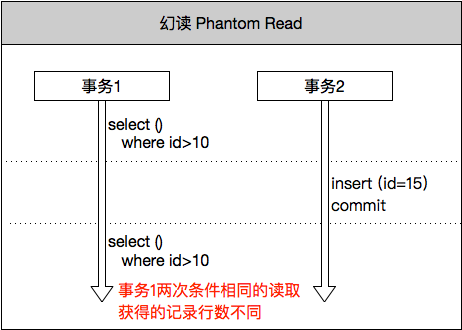 幻读 Phantom Read
事务1
事务2
select ()
where id>10
insert (id=15)
commit
select ()
where id>10
事务1两次条件相同的读取
获得的记录行数不同